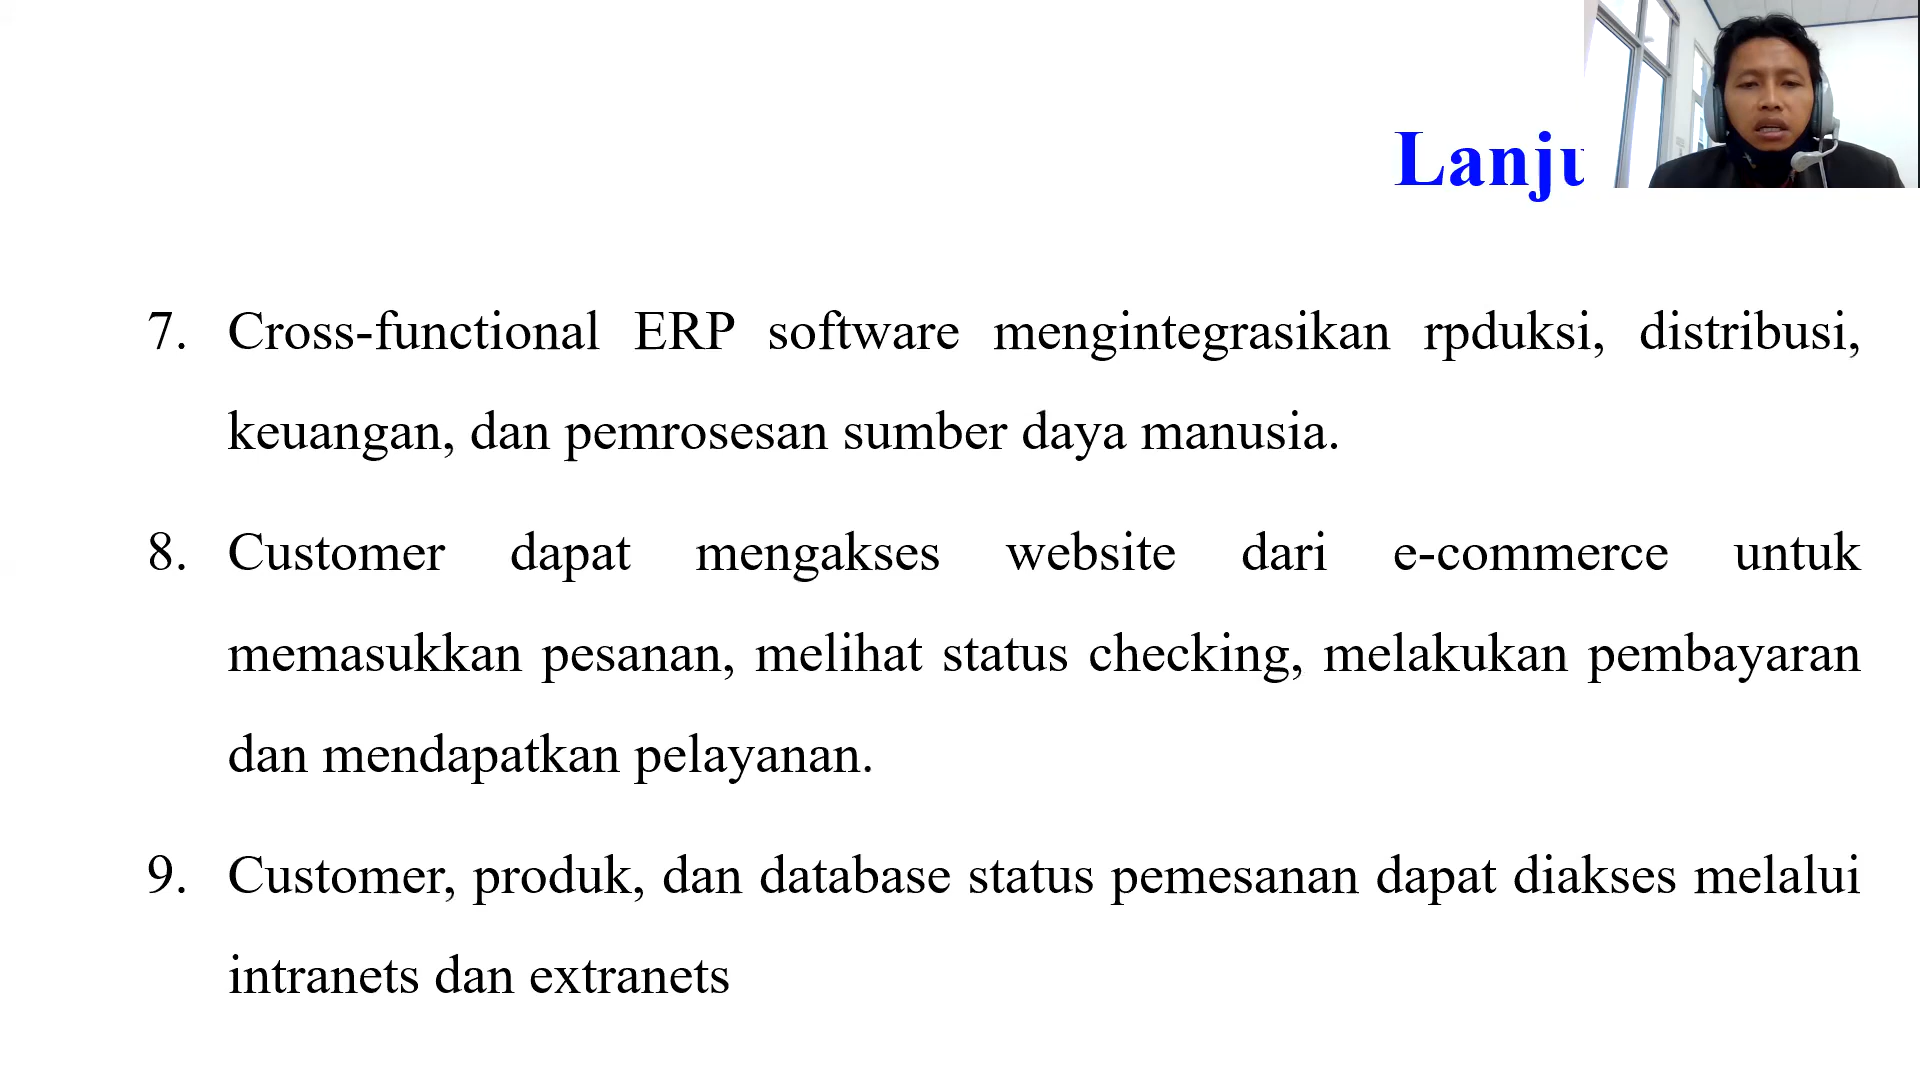 Lanju
7. Cross-functional ERP software mengintegrasikan rpduksi, distribusi,
keuangan, dan pemrosesan sumber daya manusia.
8. Customer dapat mengakses website dari e-commerce untuk
memasukkan pesanan, melihat status checking, melakukan pembayaran
dan mendapatkan pelayanan.
9. Customer, produk, dan database status pemesanan dapat diakses melalui
intranets dan extranets